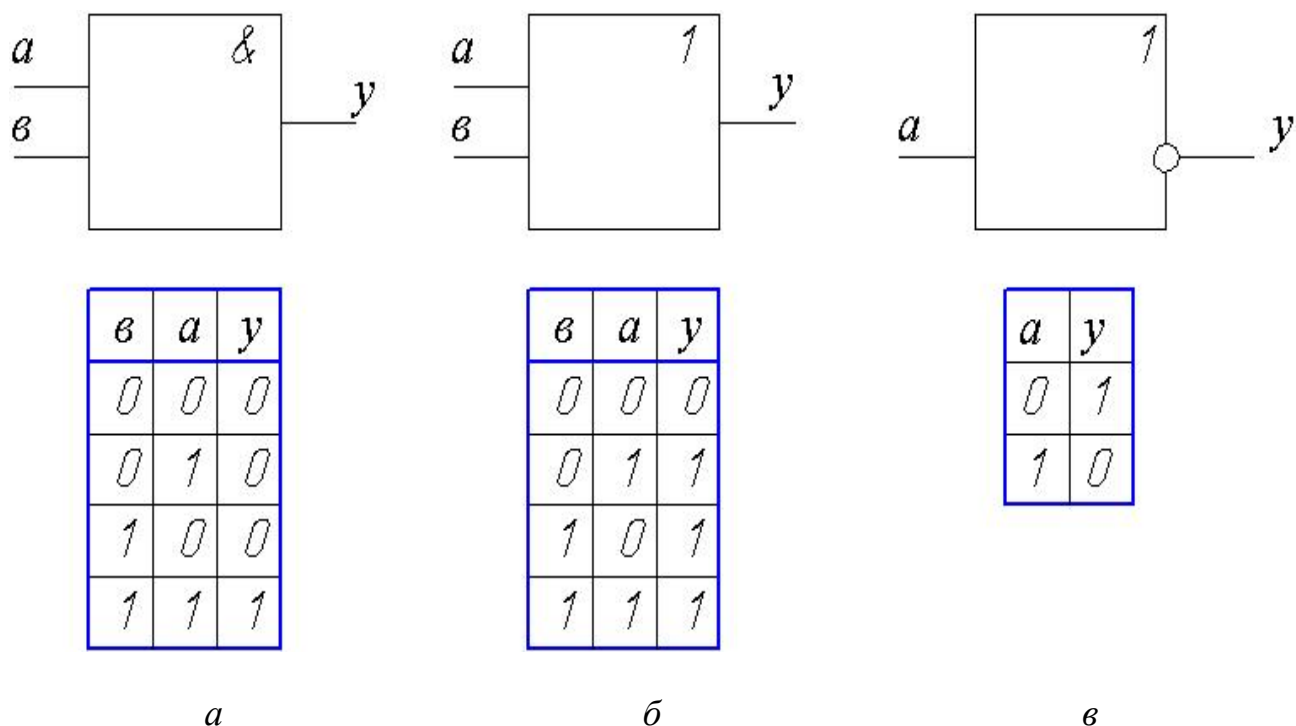 а & у
в
а 1 у
в
а 1 у
в а у
0 0 0
0 1 0
1 0 0
1 1 1
в а у
0 0 0
0 1 1
1 0 1
1 1 1
а у
0 1
1 0
а б в